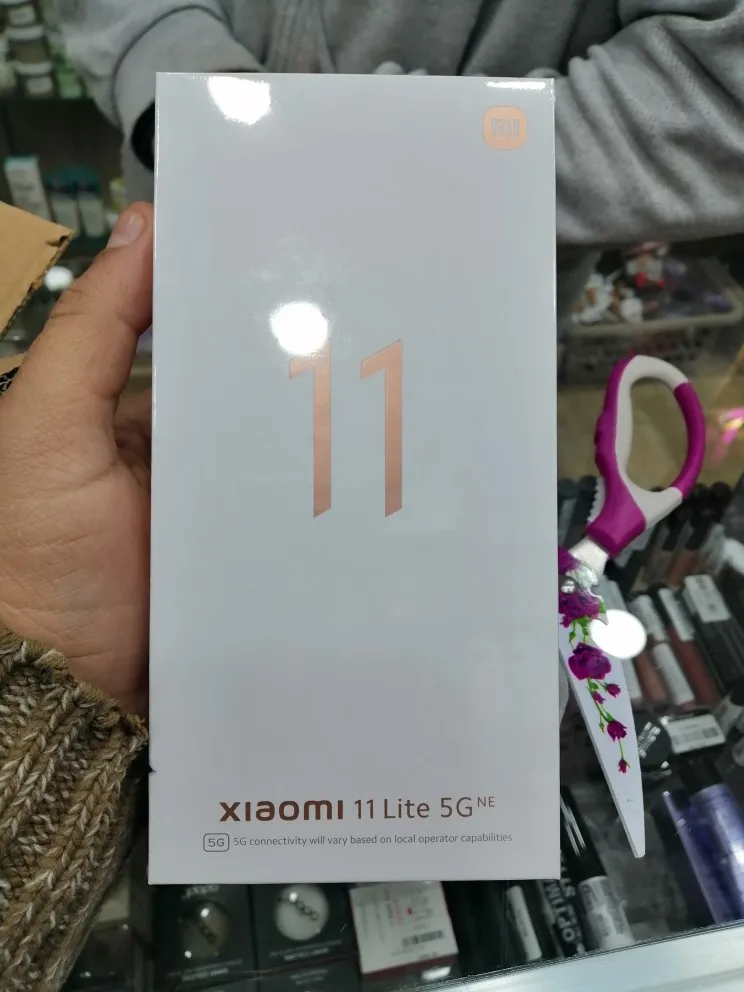 11
xiaomi 11 Lite 5G NE
5G 5G connectivity will vary based on local operator capabilities